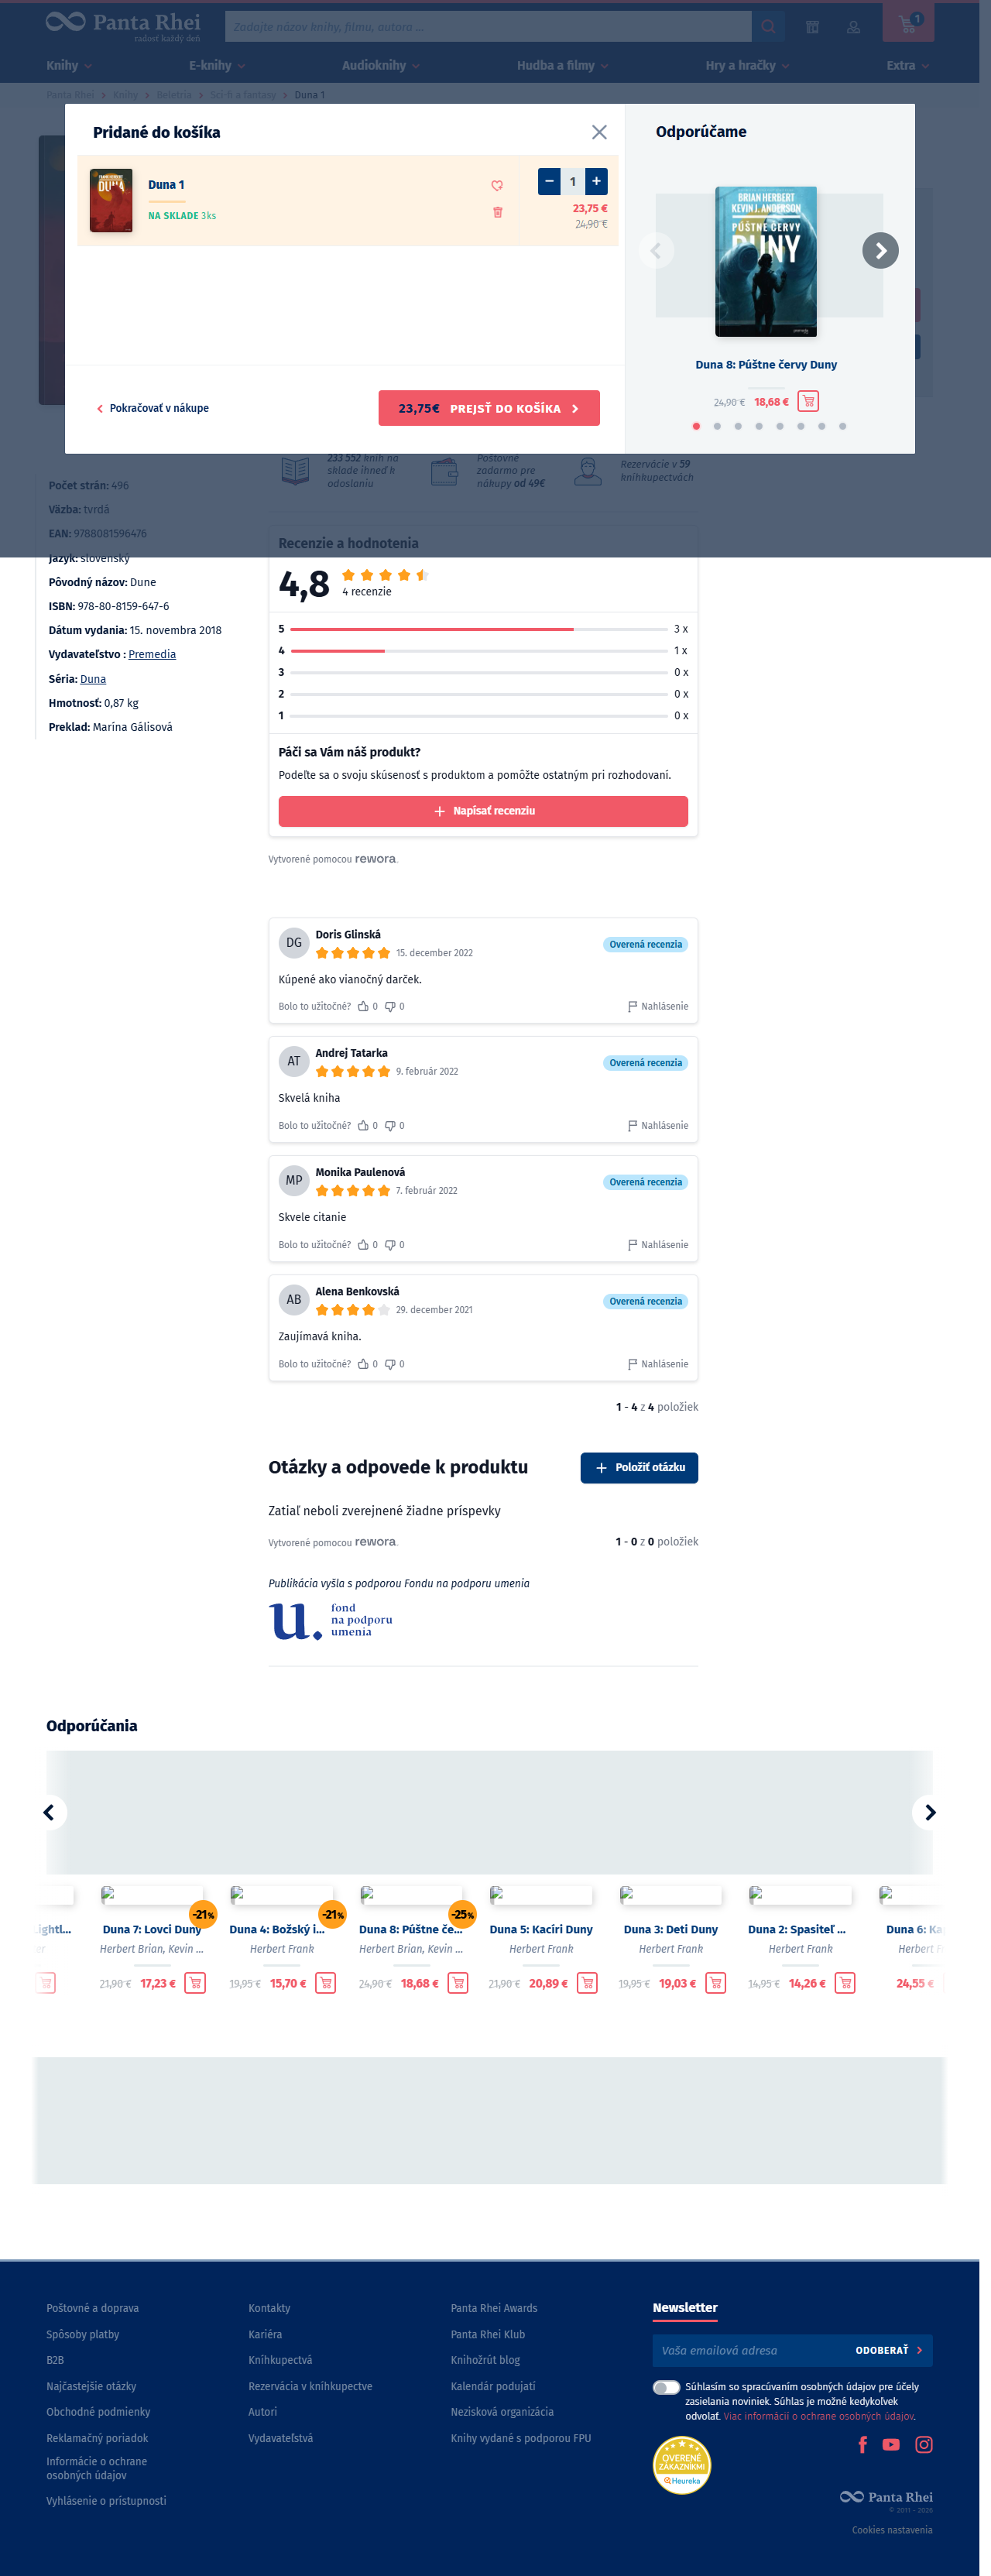 Panta Rhei
radosť každý deň
Zadajte názov knihy, filmu, autora ...
1
Knihy
E-knihy
Audioknihy
Hudba a filmy
Hry a hračky
Extra
Panta Rhei > Knihy > Beletria > Sci-fi a fantasy > Duna 1
Pridané do košíka
Duna 1
NA SKLADE 3ks
− 1 +
23,75 €
24,90 €
Pokračovať v nákupe
23,75€ PREJSŤ DO KOŠÍKA
Odporúčame
BRIAN HERBERT
KEVIN J. ANDERSON
PÚŠTNE ČERVY
DUNY
Duna 8: Púštne červy Duny
24,90 € 18,68 €
233 552 kníh na
sklade ihneď k
odoslaniu
Poštovné
zadarmo pre
nákupy od 49€
Rezervácie v 59
kníhkupectvách
Počet strán: 496
Väzba: tvrdá
EAN: 9788081596476
Jazyk: slovenský
Pôvodný názov: Dune
ISBN: 978-80-8159-647-6
Dátum vydania: 15. novembra 2018
Vydavateľstvo : Premedia
Séria: Duna
Hmotnosť: 0,87 kg
Preklad: Marína Gálisová
Recenzie a hodnotenia
4,8
4 recenzie
5 3 x
4 1 x
3 0 x
2 0 x
1 0 x
Páči sa Vám náš produkt?
Podeľte sa o svoju skúsenosť s produktom a pomôžte ostatným pri rozhodovaní.
Napísať recenziu
Vytvorené pomocou rewora.
DG
Doris Glinská
15. december 2022
Overená recenzia
Kúpené ako vianočný darček.
Bolo to užitočné? 0 0
Nahlásenie
AT
Andrej Tatarka
9. február 2022
Overená recenzia
Skvelá kniha
Bolo to užitočné? 0 0
Nahlásenie
MP
Monika Paulenová
7. február 2022
Overená recenzia
Skvele citanie
Bolo to užitočné? 0 0
Nahlásenie
AB
Alena Benkovská
29. december 2021
Overená recenzia
Zaujímavá kniha.
Bolo to užitočné? 0 0
Nahlásenie
1 - 4 z 4 položiek
Otázky a odpovede k produktu
Položiť otázku
Zatiaľ neboli zverejnené žiadne príspevky
Vytvorené pomocou rewora.
1 - 0 z 0 položiek
Publikácia vyšla s podporou Fondu na podporu umenia
u.
fond
na podporu
umenia
Odporúčania
-21%
Duna 7: Lovci Duny
Herbert Brian, Kevin ...
21,90 € 17,23 €
-21%
Duna 4: Božský i...
Herbert Frank
19,95 € 15,70 €
-25%
Duna 8: Púštne če...
Herbert Brian, Kevin ...
24,90 € 18,68 €
Duna 5: Kacíri Duny
Herbert Frank
21,90 € 20,89 €
Duna 3: Deti Duny
Herbert Frank
19,95 € 19,03 €
Duna 2: Spasiteľ ...
Herbert Frank
14,95 € 14,26 €
Duna 6:
Herbert
24,55 €
Poštovné a doprava
Spôsoby platby
B2B
Najčastejšie otázky
Obchodné podmienky
Reklamačný poriadok
Informácie o ochrane
osobných údajov
Vyhlásenie o prístupnosti
Kontakty
Kariéra
Kníhkupectvá
Rezervácia v kníhkupectve
Autori
Vydavateľstvá
Panta Rhei Awards
Panta Rhei Klub
Knihožrút blog
Kalendár podujatí
Nezisková organizácia
Knihy vydané s podporou FPU
Newsletter
Vaša emailová adresa
ODOBERAŤ
Súhlasím so spracúvaním osobných údajov pre účely
zasielania noviniek. Súhlas je možné kedykoľvek
odvolať. Viac informácií o ochrane osobných údajov.
OVERENÉ
ZÁKAZNÍKMI
Heureka
Panta Rhei
© 2011 - 2026
Cookies nastavenia